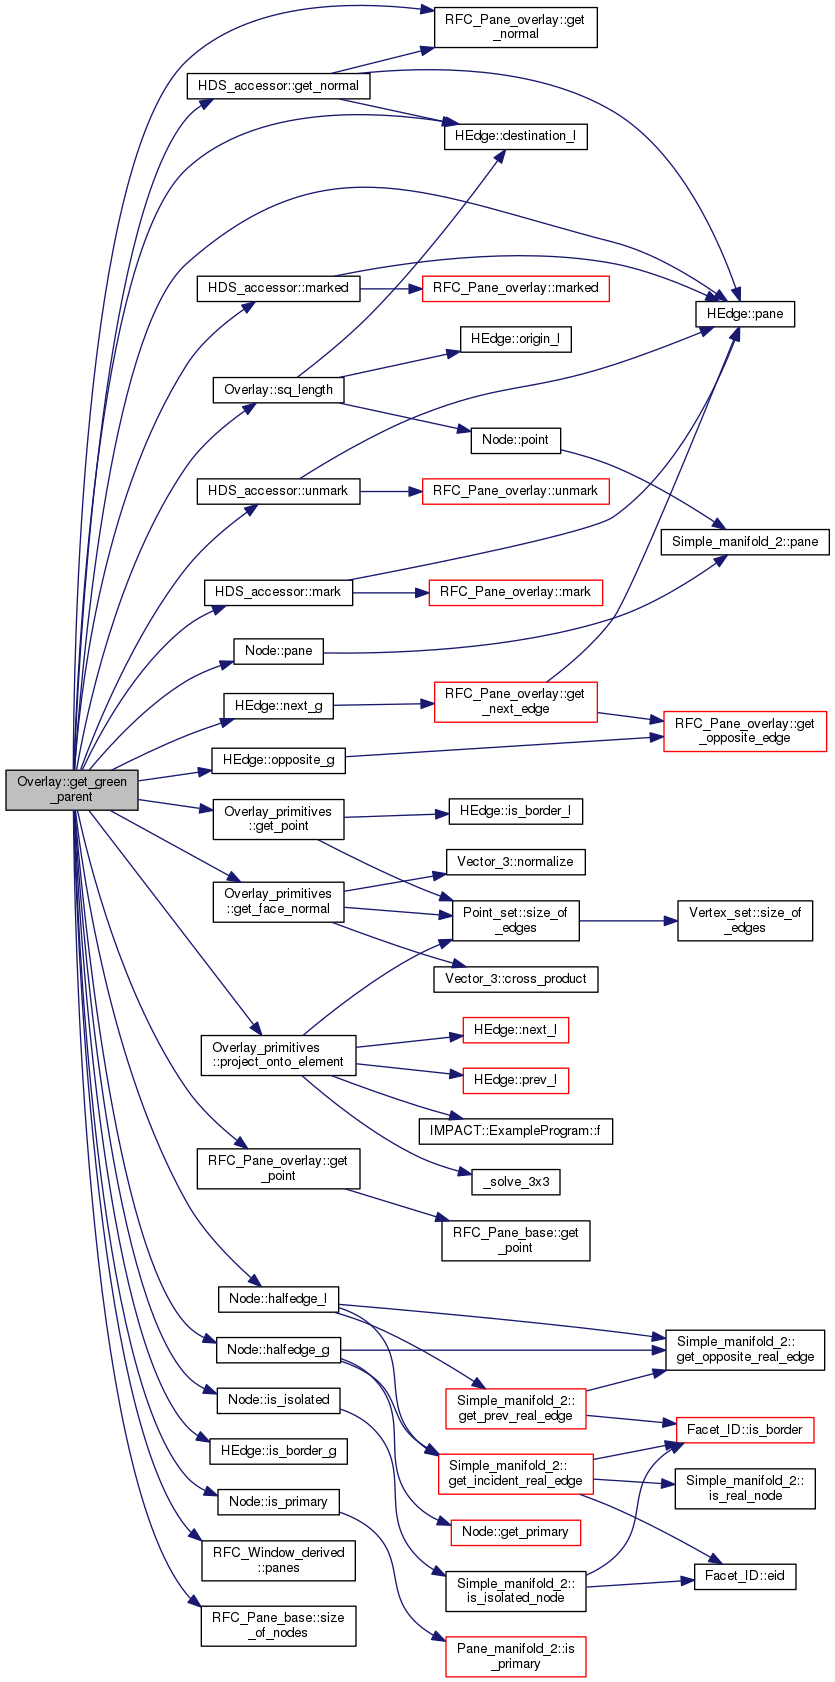 RFC_Pane_overlay::get
_normal
HDS_accessor::get_normal
HEdge::destination_l
HDS_accessor::marked
RFC_Pane_overlay::marked
HEdge::pane
HEdge::origin_l
Overlay::sq_length
Node::point
HDS_accessor::unmark
RFC_Pane_overlay::unmark
Simple_manifold_2::pane
HDS_accessor::mark
RFC_Pane_overlay::mark
Node::pane
HEdge::next_g
RFC_Pane_overlay::get
_next_edge
RFC_Pane_overlay::get
_opposite_edge
HEdge::opposite_g
Overlay::get_green
_parent
Overlay_primitives
::get_point
HEdge::is_border_l
Vector_3::normalize
Overlay_primitives
::get_face_normal
Point_set::size_of
_edges
Vertex_set::size_of
_edges
Vector_3::cross_product
Overlay_primitives
::project_onto_element
HEdge::next_l
HEdge::prev_l
IMPACT::ExampleProgram::f
RFC_Pane_overlay::get
_point
_solve_3x3
RFC_Pane_base::get
_point
Node::halfedge_l
Node::halfedge_g
Simple_manifold_2::
get_opposite_real_edge
Node::is_isolated
Simple_manifold_2::
get_prev_real_edge
Facet_ID::is_border
HEdge::is_border_g
Simple_manifold_2::
get_incident_real_edge
Simple_manifold_2::
is_real_node
Node::is_primary
Node::get_primary
RFC_Window_derived
::panes
Simple_manifold_2::
is_isolated_node
Facet_ID::eid
RFC_Pane_base::size
_of_nodes
Pane_manifold_2::is
_primary